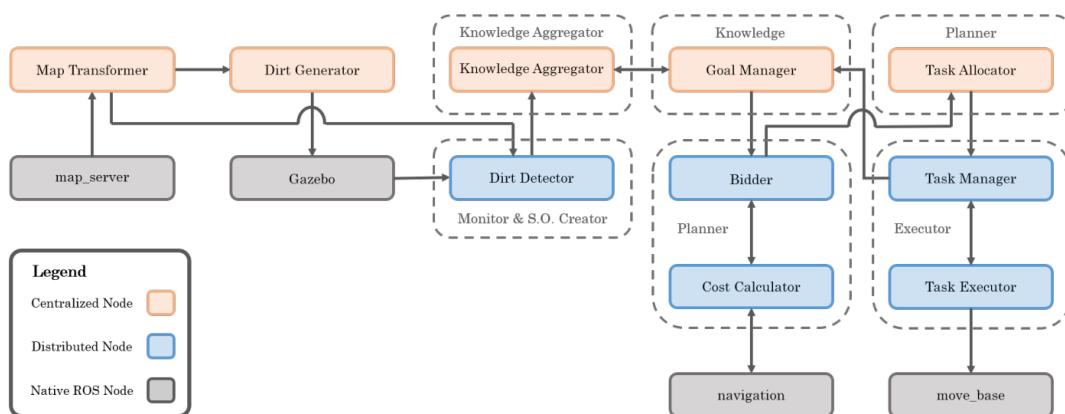 Knowledge Aggregator
Knowledge
Planner
Map Transformer
Dirt Generator
Knowledge Aggregator
Goal Manager
Task Allocator
map_server
Gazebo
Dirt Detector
Bidder
Task Manager
Monitor & S.O. Creator
Planner
Executor
Legend
Centralized Node
Distributed Node
Native ROS Node
Cost Calculator
Task Executor
navigation
move_base